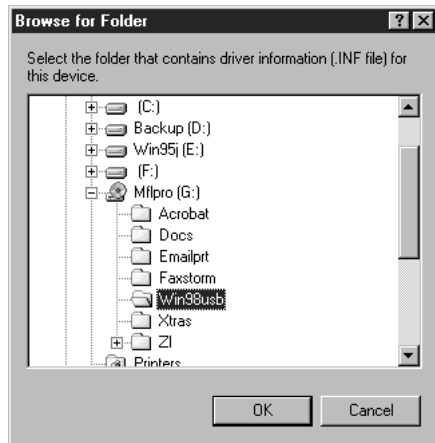 Browse for Folder
Select the folder that contains driver information (.INF file) for
this device.
(C:)
Backup (D:)
Win95j (E:)
(F:)
Mflpro (G:)
Acrobat
Docs
Emailprt
Faxstorm
Win98usb
Xtras
ZI
Printers
OK Cancel